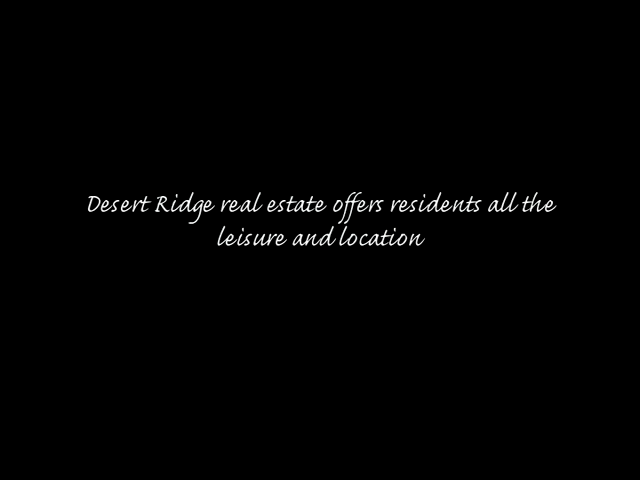 Desert Ridge real estate offers residents all the
leisure and location